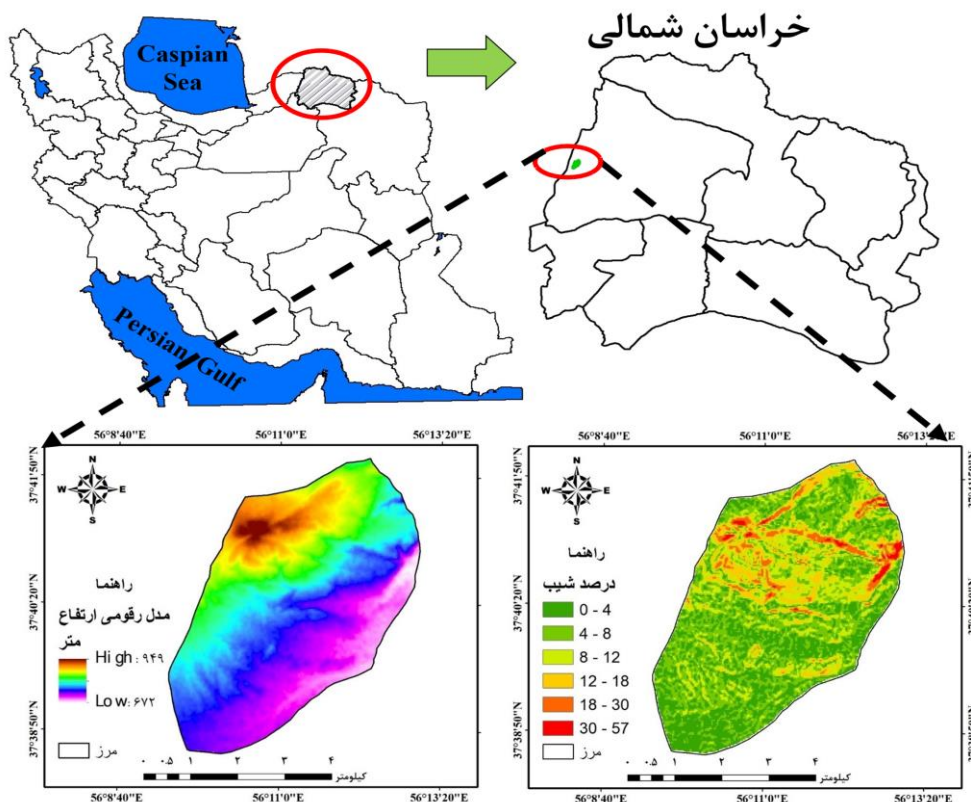 Caspian
Sea
Persian Gulf
خراسان شمالی
56°8'40"E
56°11'0"E
56°13'20"E
37°41'50"N
37°40'20"N
37°38'50"N
N
W
E
S
راهنما
مدل رقومی ارتفاع
متر
High : ۹۴۹
Low : ۶۷۲
مرز
۰ ۰.۵ ۱ ۲ ۳ ۴
کیلومتر
56°8'40"E
56°11'0"E
56°13'20"E
56°8'40"E
56°11'0"E
37°41'50"N
37°40'20"N
37°38'50"N
37°40'20"N
N
W
E
S
راهنما
درصد شیب
0 - 4
4 - 8
8 - 12
12 - 18
18 - 30
30 - 57
مرز
۰ ۰.۵ ۱ ۲ ۳ ۴
کیلومتر
56°8'40"E
56°11'0"E
56°13'20"E